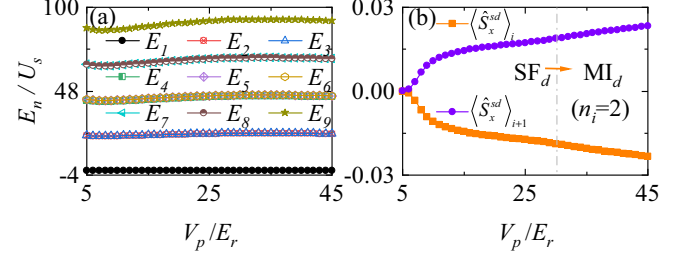 (a)
E_n / U_s
100
48
-4
E_1 E_2 E_3
E_4 E_5 E_6
E_7 E_8 E_9
5 25 45
V_p/E_r
(b)
0.03
0.00
-0.03
⟨Ŝ_x^{sd}⟩_i
SF_d → MI_d
⟨Ŝ_x^{sd}⟩_{i+1} (n_i=2)
5 25 45
V_p/E_r